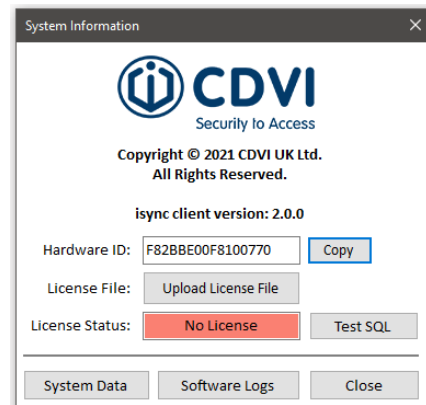 System Information
CDVI
Security to Access
Copyright © 2021 CDVI UK Ltd.
All Rights Reserved.
isync client version: 2.0.0
Hardware ID: F82BBE00F8100770 Copy
License File: Upload License File
License Status: No License Test SQL
System Data Software Logs Close